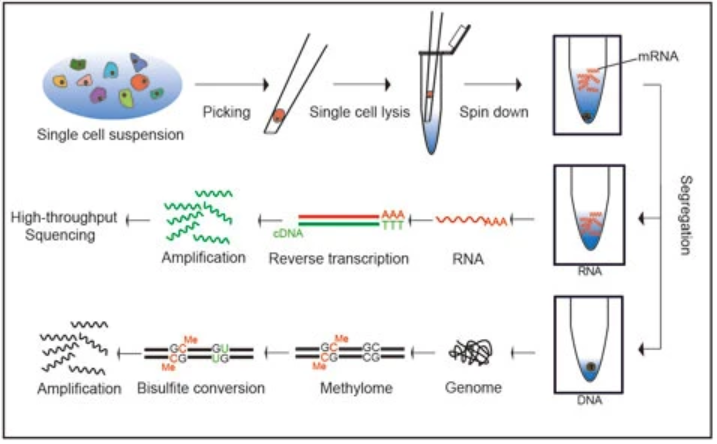 mRNA
Picking
Single cell lysis
Spin down
Single cell suspension
Segregation
High-throughput
Squencing
Amplification
cDNA
AAA
TTT
Reverse transcription
AAA
RNA
RNA
Me
GC GU
CG UG
Me
Me
GC GC
CG CG
Me
Amplification
Bisulfite conversion
Methylome
Genome
DNA